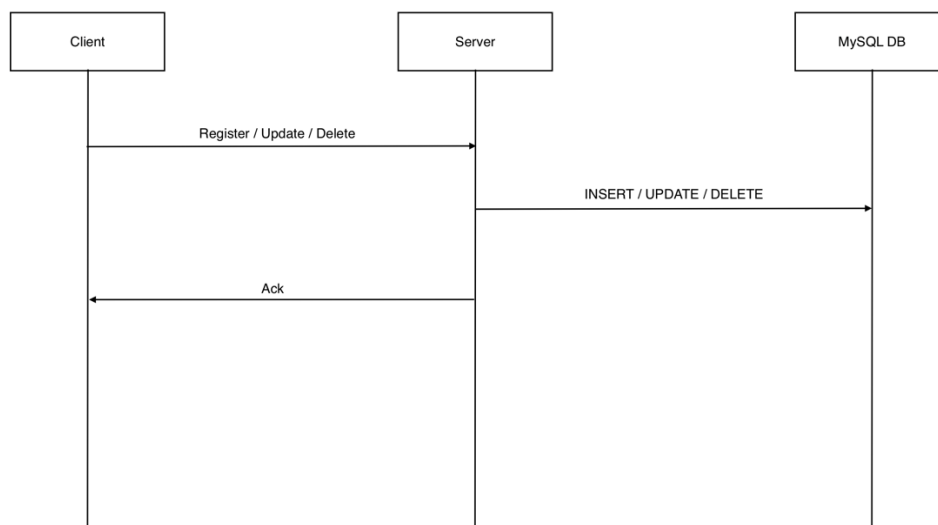 Client
Server
MySQL DB
Register / Update / Delete
INSERT / UPDATE / DELETE
Ack